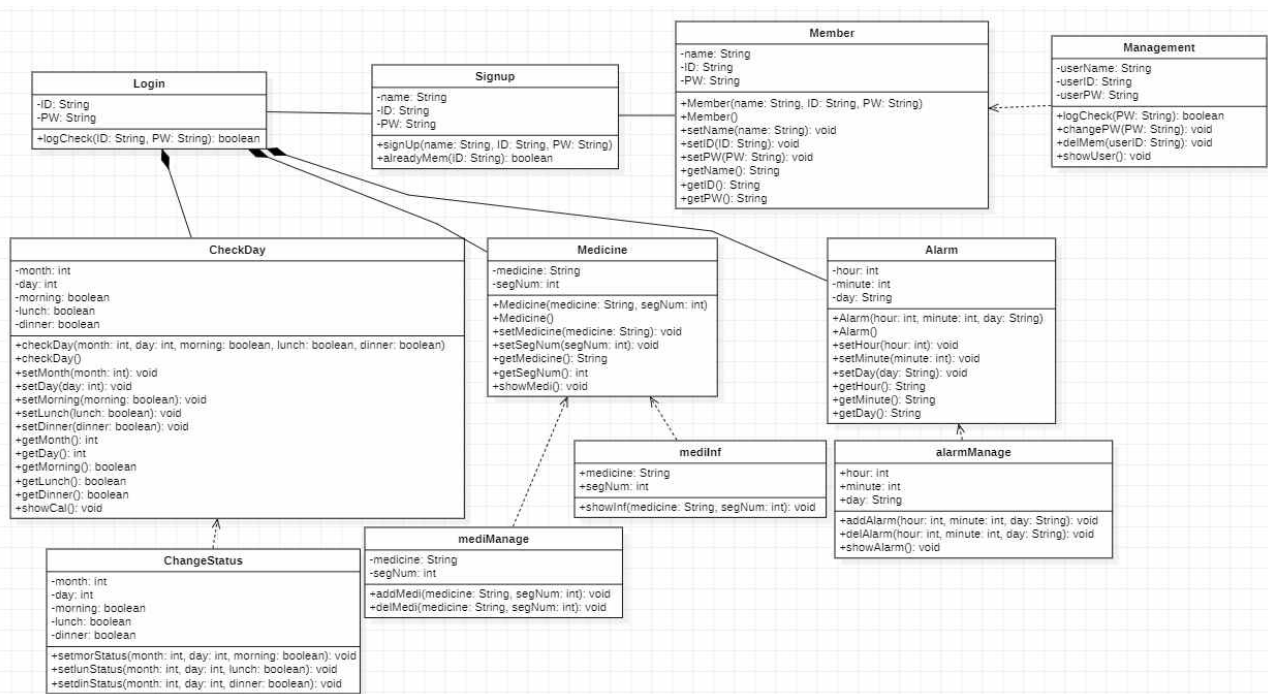 Login
-ID: String
-PW: String
+logCheck(ID: String, PW: String): boolean
Signup
-name: String
-ID: String
-PW: String
+signUp(name: String, ID: String, PW: String)
+alreadyMem(ID: String): boolean
Member
-name: String
-ID: String
-PW: String
+Member(name: String, ID: String, PW: String)
+Member()
+setName(name: String): void
+setID(ID: String): void
+setPW(PW: String): void
+getName(): String
+getID(): String
+getPW(): String
Management
-userName: String
-userID: String
-userPW: String
+logCheck(PW: String): boolean
+changePW(PW: String): void
+delMem(userID: String): void
+showUser(): void
CheckDay
-month: int
-day: int
-morning: boolean
-lunch: boolean
-dinner: boolean
+checkDay(month: int, day: int, morning: boolean, lunch: boolean, dinner: boolean)
+checkDay()
+setMonth(month: int): void
+setDay(day: int): void
+setMorning(morning: boolean): void
+setLunch(lunch: boolean): void
+setDinner(dinner: boolean): void
+getMonth(): int
+getDay(): int
+getMorning(): boolean
+getLunch(): boolean
+getDinner(): boolean
+showCal(): void
Medicine
-medicine: String
-segNum: int
+Medicine(medicine: String, segNum: int)
+Medicine()
+setMedicine(medicine: String): void
+setSegNum(segNum: int): void
+getMedicine(): String
+getSegNum(): int
+showMedi(): void
Alarm
-hour: int
-minute: int
-day: String
+Alarm(hour: int, minute: int, day: String)
+Alarm()
+setHour(hour: int): void
+setMinute(minute: int): void
+setDay(day: String): void
+getHour(): String
+getMinute(): String
+getDay(): String
mediInf
+medicine: String
+segNum: int
+showInf(medicine: String, segNum: int): void
alarmManage
+hour: int
+minute: int
+day: String
+addAlarm(hour: int, minute: int, day: String): void
+delAlarm(hour: int, minute: int, day: String): void
+showAlarm(): void
mediManage
-medicine: String
-segNum: int
+addMedi(medicine: String, segNum: int): void
+delMedi(medicine: String, segNum: int): void
ChangeStatus
-month: int
-day: int
-morning: boolean
-lunch: boolean
-dinner: boolean
+setmorStatus(month: int, day: int, morning: boolean): void
+setlunStatus(month: int, day: int, lunch: boolean): void
+setdinStatus(month: int, day: int, dinner: boolean): void